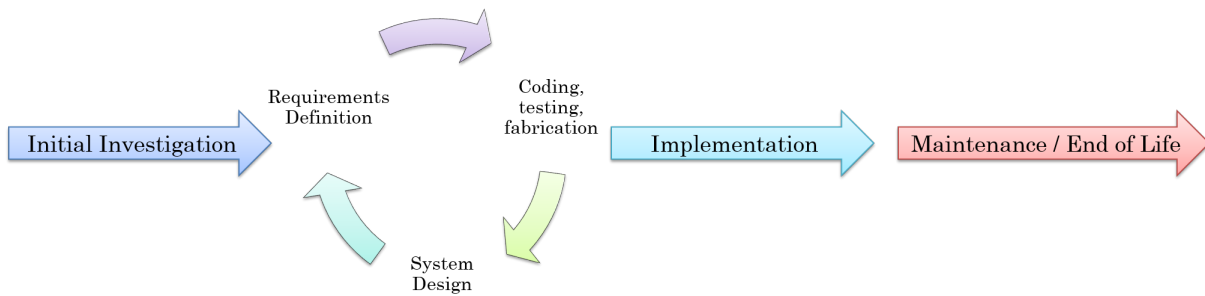 Initial Investigation
Requirements
Definition
Coding,
testing,
fabrication
System
Design
Implementation
Maintenance / End of Life